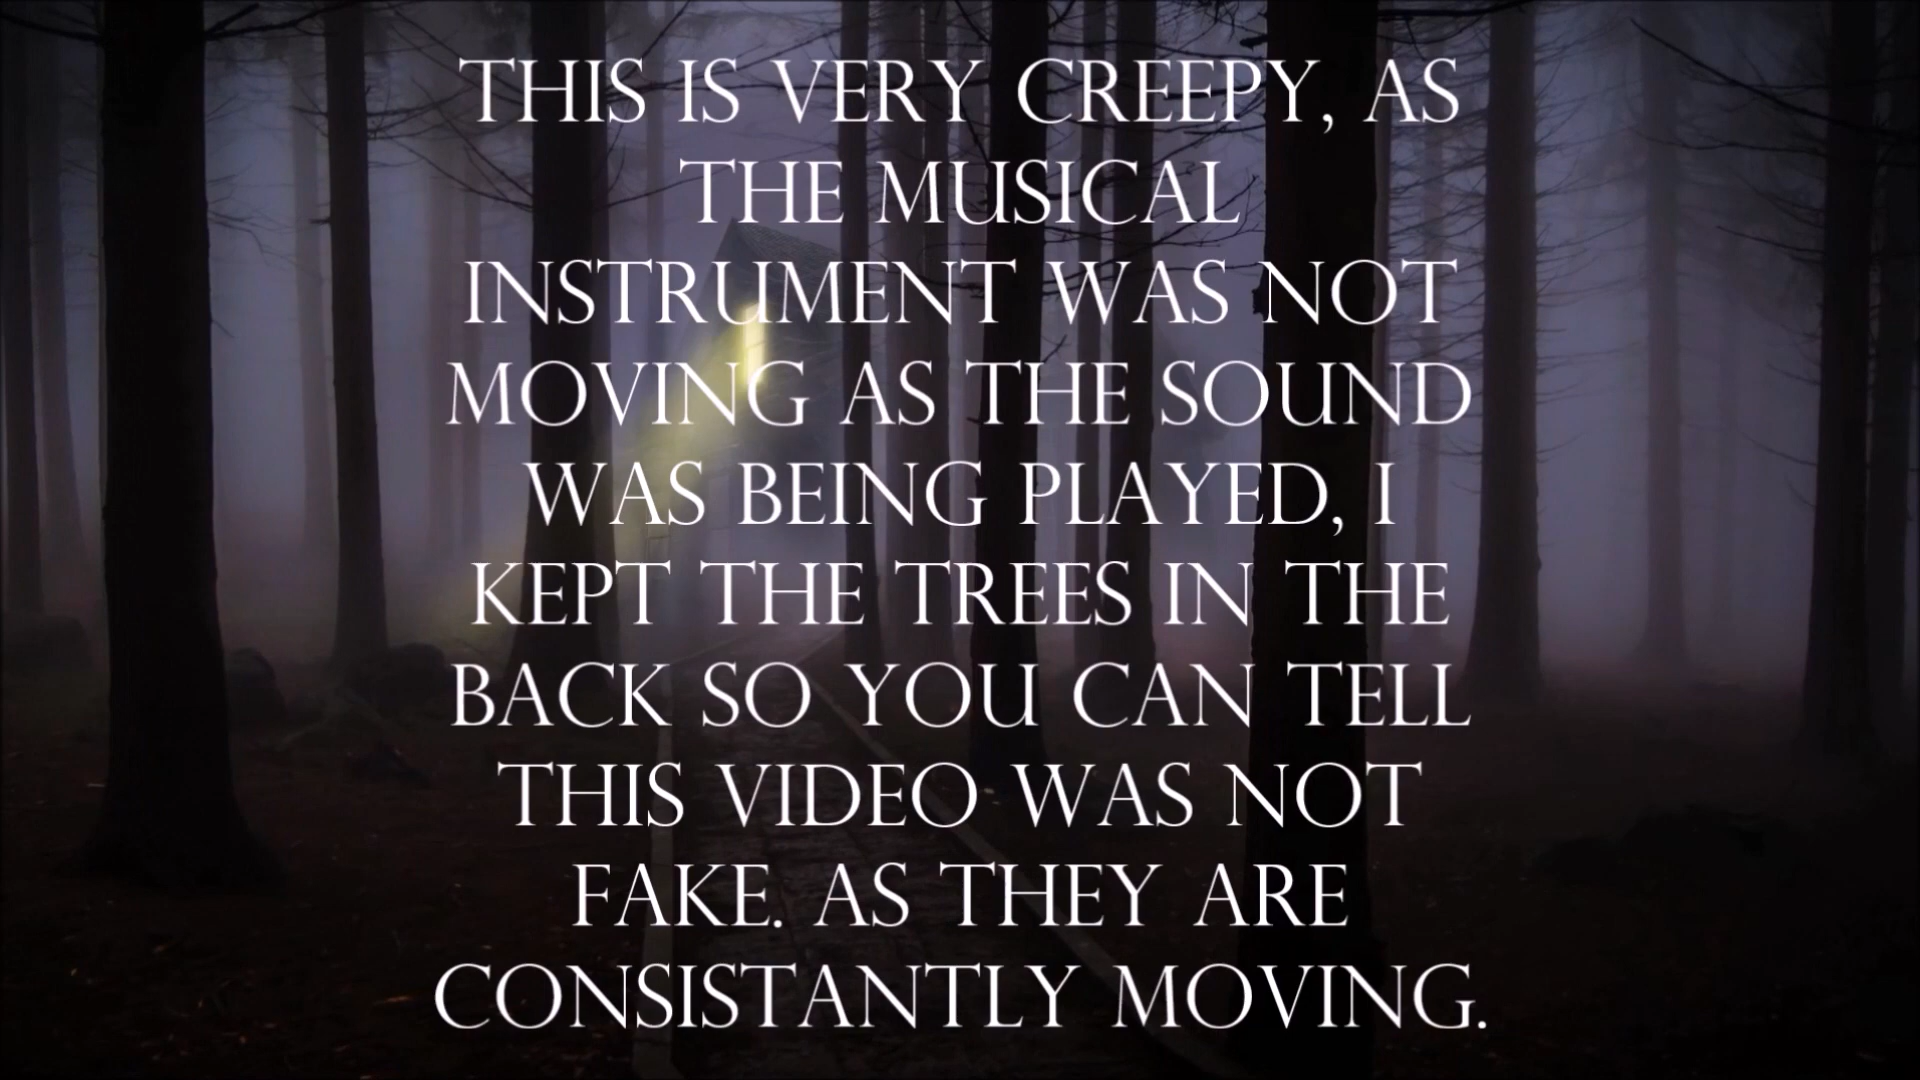 THIS IS VERY CREEPY, AS
THE MUSICAL
INSTRUMENT WAS NOT
MOVING AS THE SOUND
WAS BEING PLAYED, I
KEPT THE TREES IN THE
BACK SO YOU CAN TELL
THIS VIDEO WAS NOT
FAKE. AS THEY ARE
CONSISTANTLY MOVING.